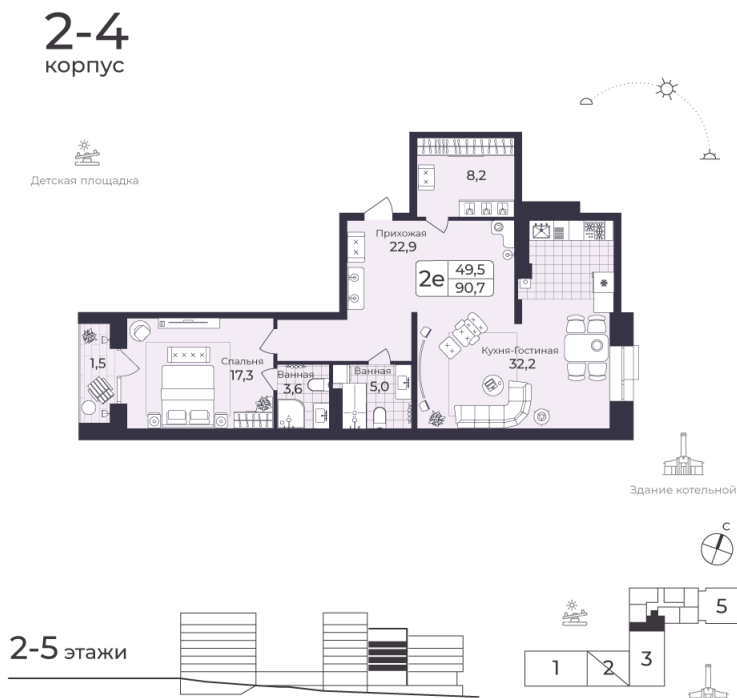 2-4
корпус
Детская площадка
8,2
Прихожая
22,9
2е
49,5
90,7
1,5
Спальня
17,3
Ванная
3,6
Ванная
5,0
Кухня-Гостиная
32,2
Здание котельной
С
2-5 этажи
1
2
3
5